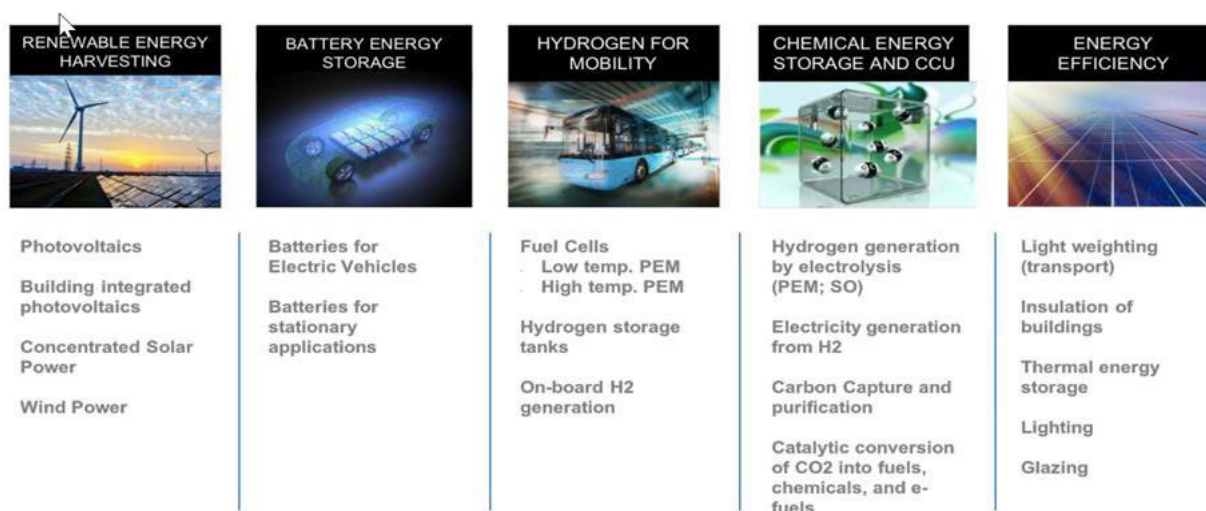 RENEWABLE ENERGY
HARVESTING
BATTERY ENERGY
STORAGE
HYDROGEN FOR
MOBILITY
CHEMICAL ENERGY
STORAGE AND CCU
ENERGY
EFFICIENCY
Photovoltaics
Building integrated
photovoltaics
Concentrated Solar
Power
Wind Power
Batteries for
Electric Vehicles
Batteries for
stationary
applications
Fuel Cells
- Low temp. PEM
- High temp. PEM
Hydrogen storage
tanks
On-board H2
generation
Hydrogen generation
by electrolysis
(PEM; SO)
Electricity generation
from H2
Carbon Capture and
purification
Catalytic conversion
of CO2 into fuels,
chemicals, and e-
fuels
Light weighting
(transport)
Insulation of
buildings
Thermal energy
storage
Lighting
Glazing